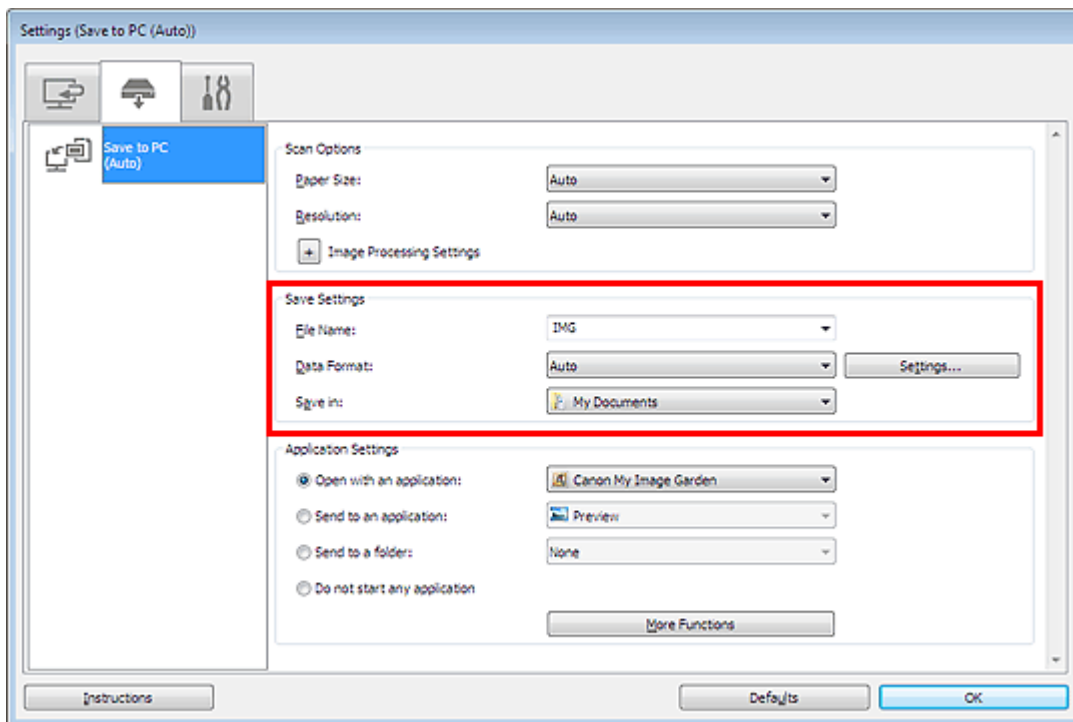 Settings (Save to PC (Auto))
Save to PC
(Auto)
Scan Options
Paper Size: Auto
Resolution: Auto
+ Image Processing Settings
Save Settings
File Name: IMG
Data Format: Auto Settings...
Save in: My Documents
Application Settings
Open with an application: Canon My Image Garden
Send to an application: Preview
Send to a folder: None
Do not start any application
More Functions
Instructions Defaults OK